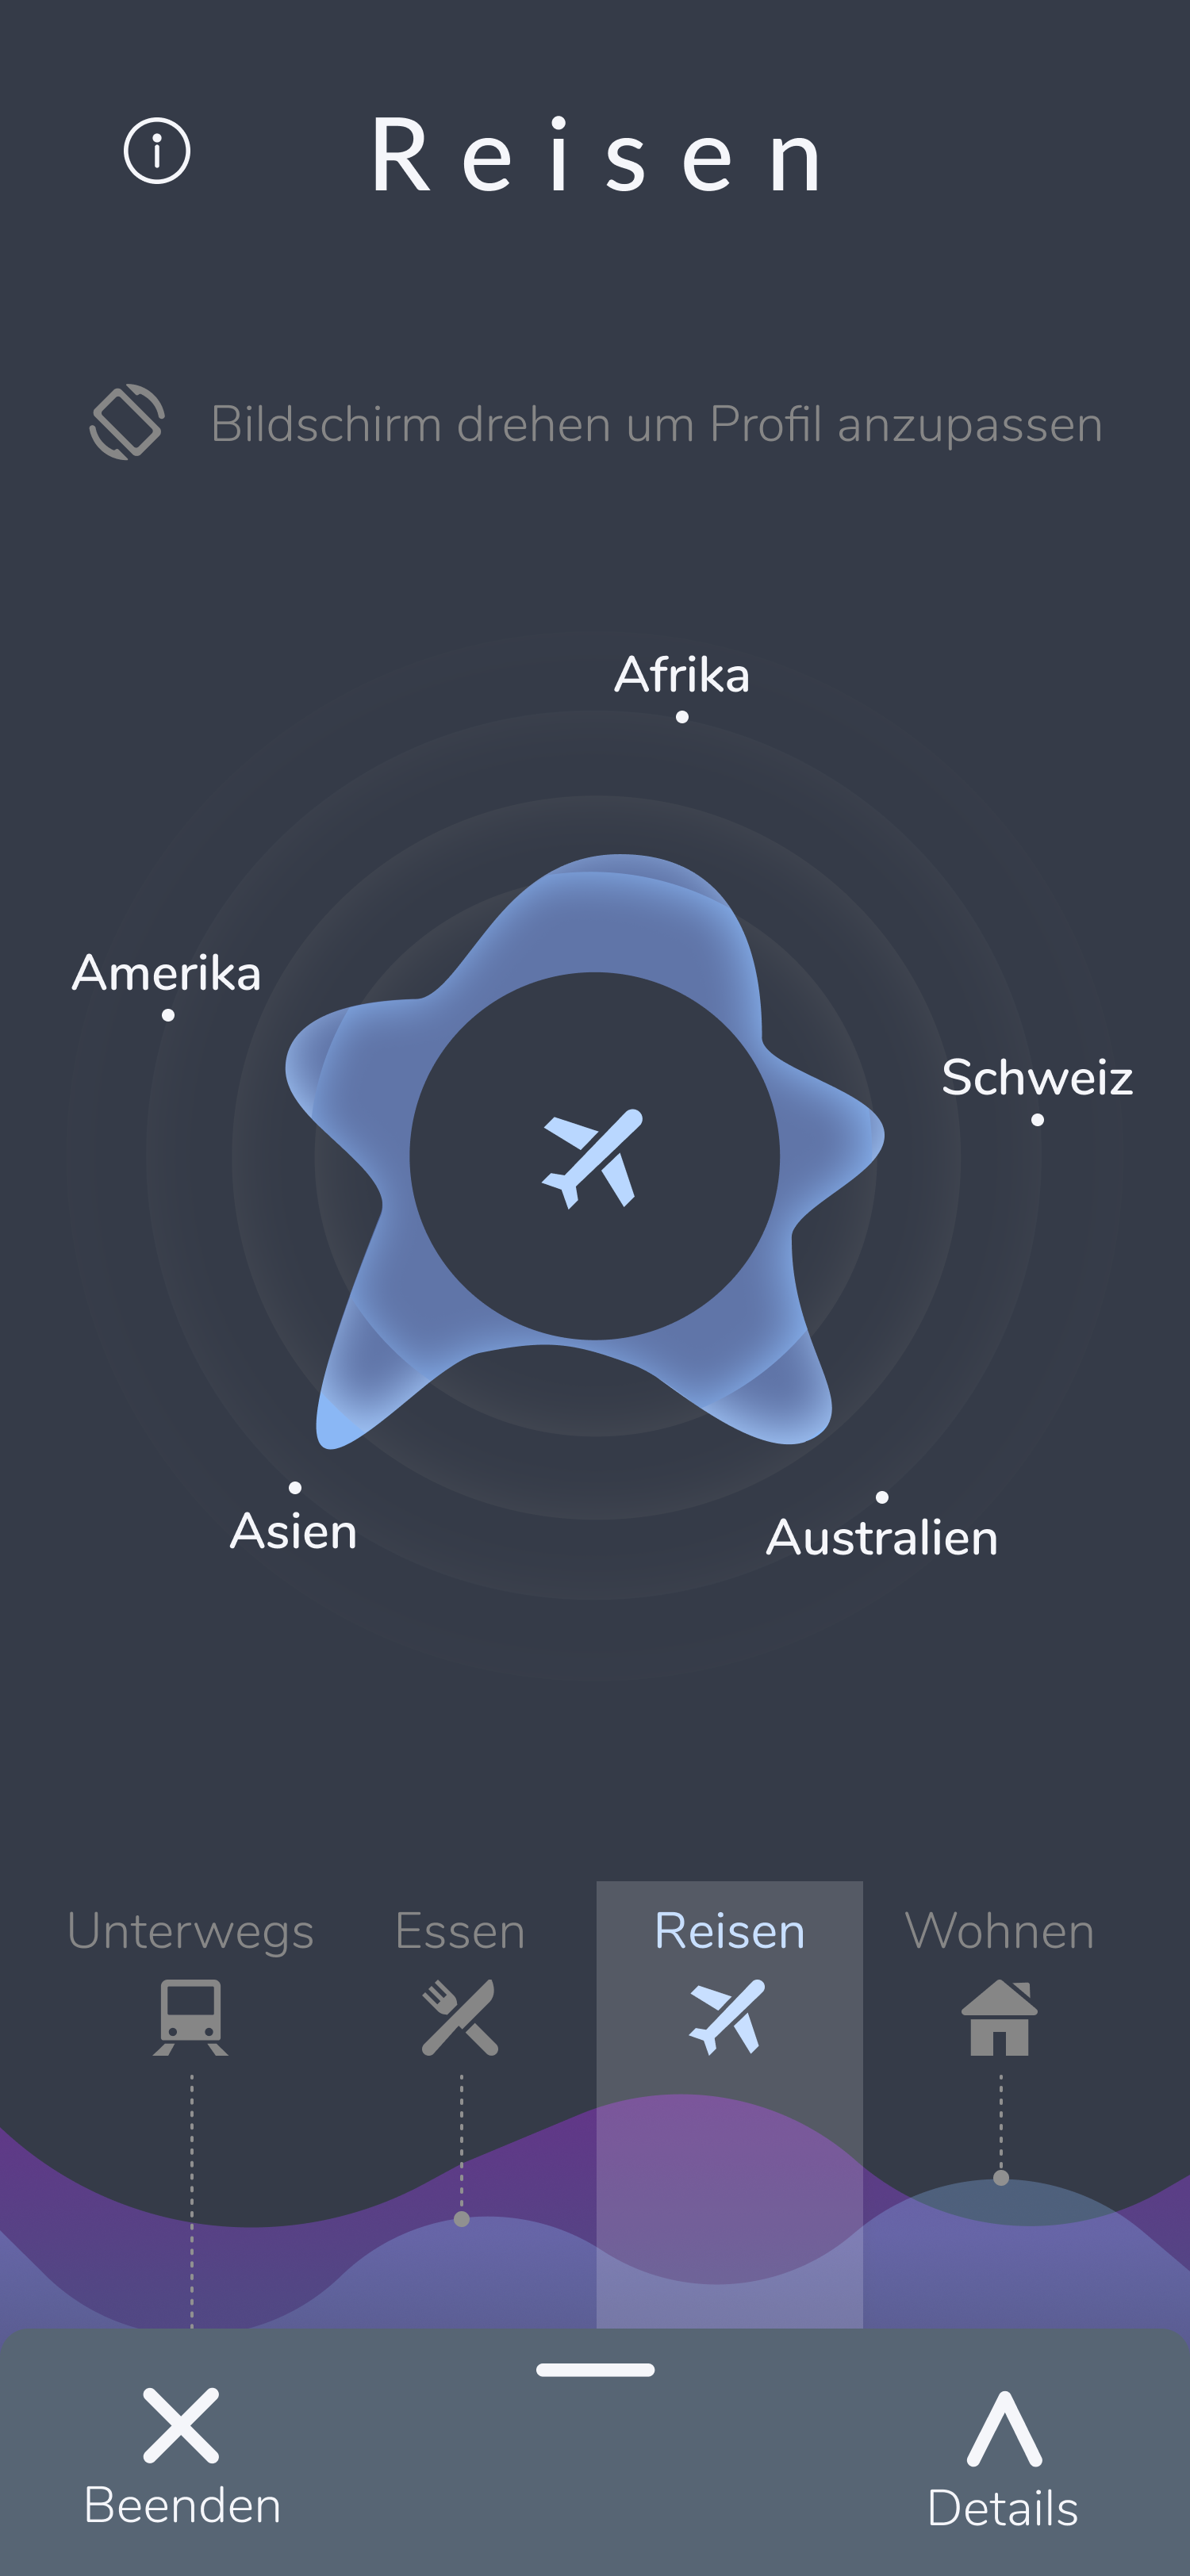 Reisen
Bildschirm drehen um Profil anzupassen
Afrika
Amerika
Schweiz
Asien
Australien
Unterwegs
Essen
Reisen
Wohnen
Beenden
Details